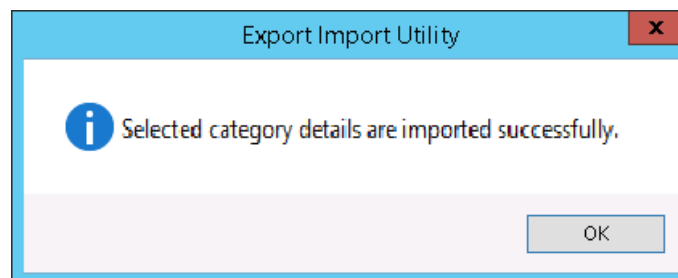 Export Import Utility
x
i
Selected category details are imported successfully.
OK